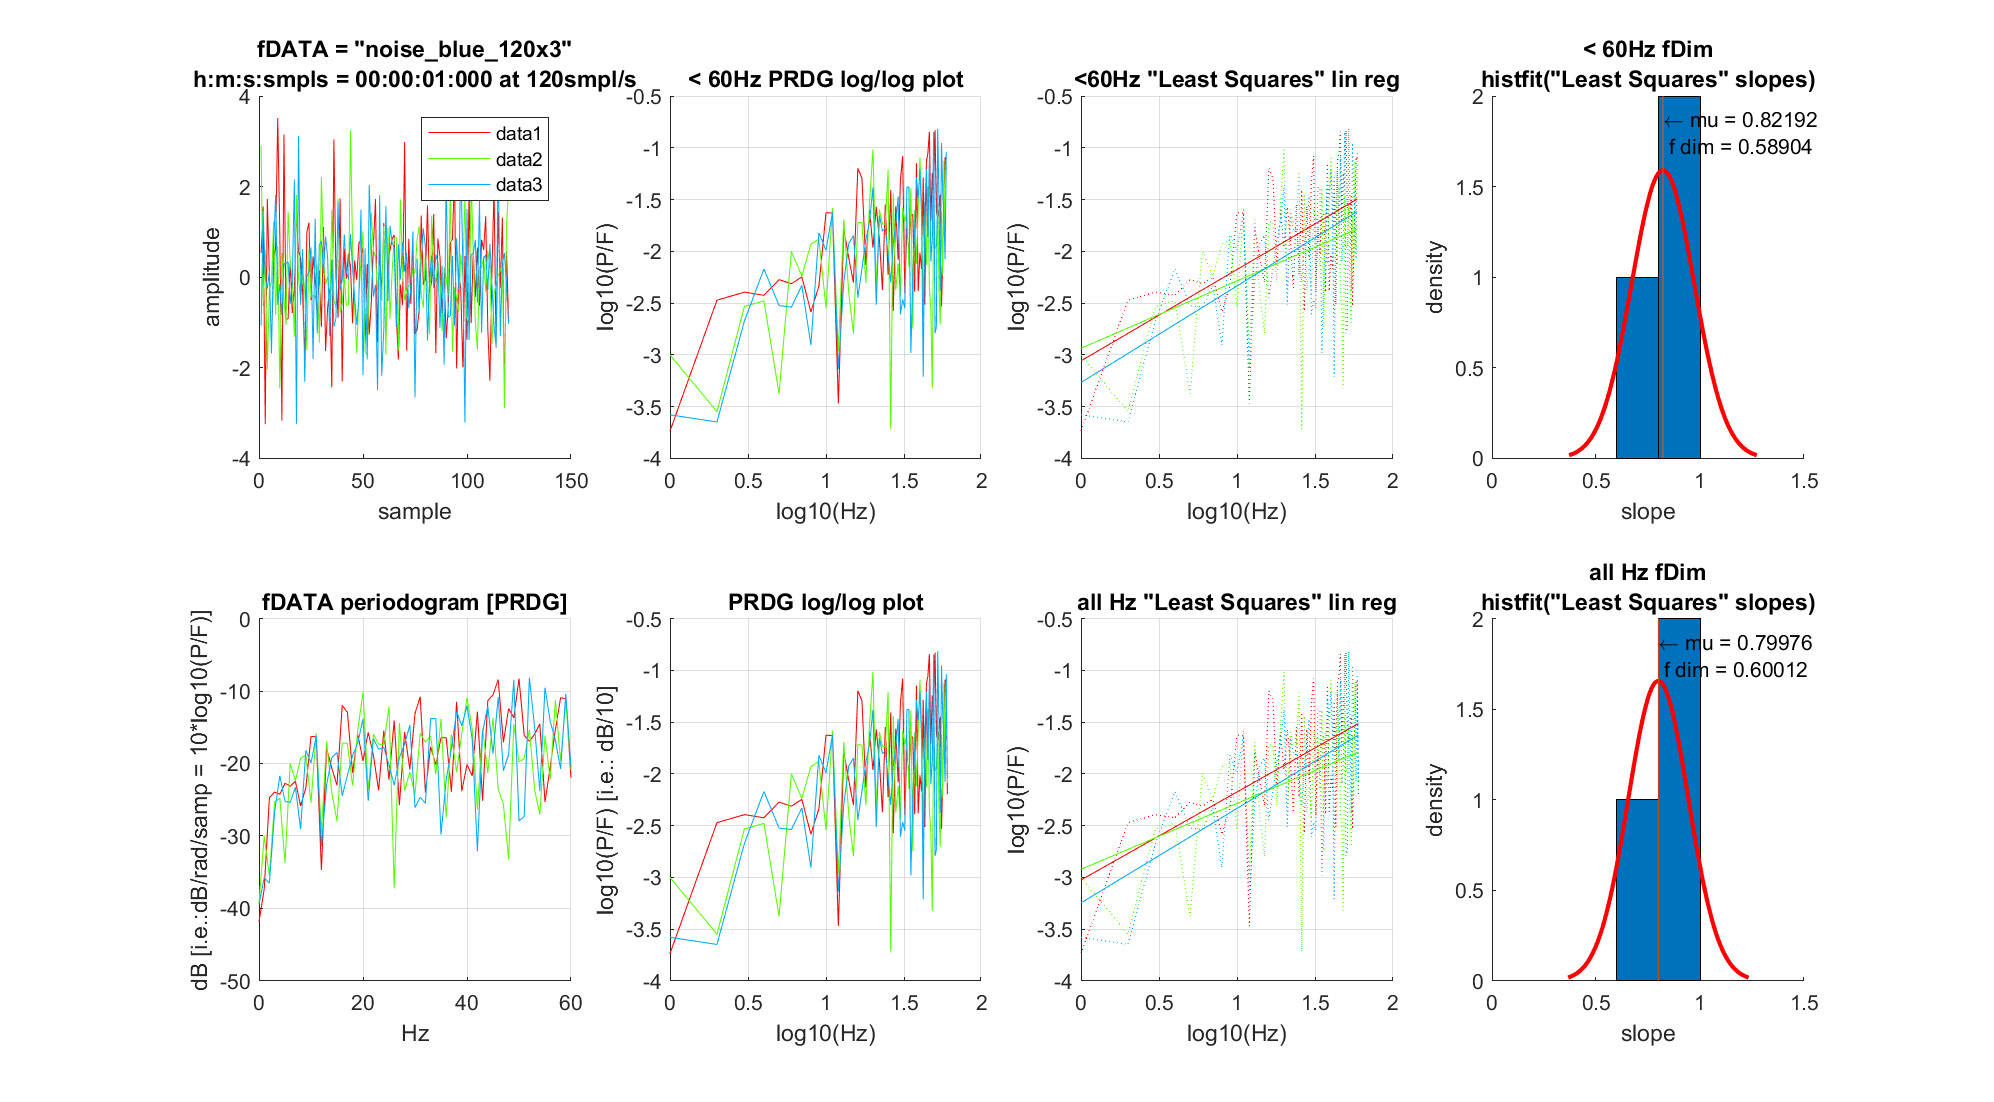 fDATA = "noise_blue_120x3"
h:m:s:smpls = 00:00:01:000 at 120smpl/s
4
2
0
-2
-4
0
50
100
150
amplitude
sample
data1
data2
data3
< 60Hz PRDG log/log plot
-0.5
-1
-1.5
-2
-2.5
-3
-3.5
-4
0
0.5
1
1.5
2
log10(P/F)
log10(Hz)
<60Hz "Least Squares" lin reg
-0.5
-1
-1.5
-2
-2.5
-3
-3.5
-4
0
0.5
1
1.5
2
log10(P/F)
log10(Hz)
< 60Hz fDim
histfit("Least Squares" slopes)
2
1.5
1
0.5
0
0
0.5
1
1.5
density
slope
← mu = 0.82192
f dim = 0.58904
fDATA periodogram [PRDG]
0
-10
-20
-30
-40
-50
0
20
40
60
dB [i.e.:dB/rad/samp = 10*log10(P/F)]
Hz
PRDG log/log plot
-0.5
-1
-1.5
-2
-2.5
-3
-3.5
-4
0
0.5
1
1.5
2
log10(P/F) [i.e.: dB/10]
log10(Hz)
all Hz "Least Squares" lin reg
-0.5
-1
-1.5
-2
-2.5
-3
-3.5
-4
0
0.5
1
1.5
2
log10(P/F)
log10(Hz)
all Hz fDim
histfit("Least Squares" slopes)
2
1.5
1
0.5
0
0
0.5
1
1.5
density
slope
← mu = 0.79976
f dim = 0.60012